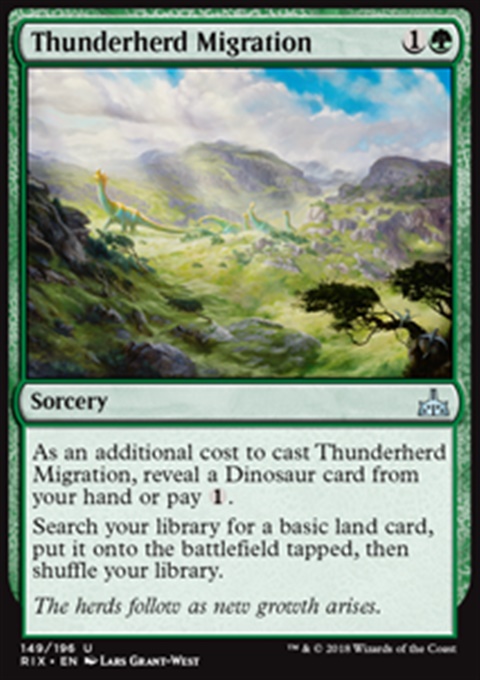 Thunderherd Migration 1
Sorcery
As an additional cost to cast Thunderherd
Migration, reveal a Dinosaur card from
your hand or pay 1.
Search your library for a basic land card,
put it onto the battlefield tapped, then
shuffle your library.
The herds follow as new growth arises.
149/196 U
RIX • EN Lars Grant-West
™ & © 2018 Wizards of the Coast